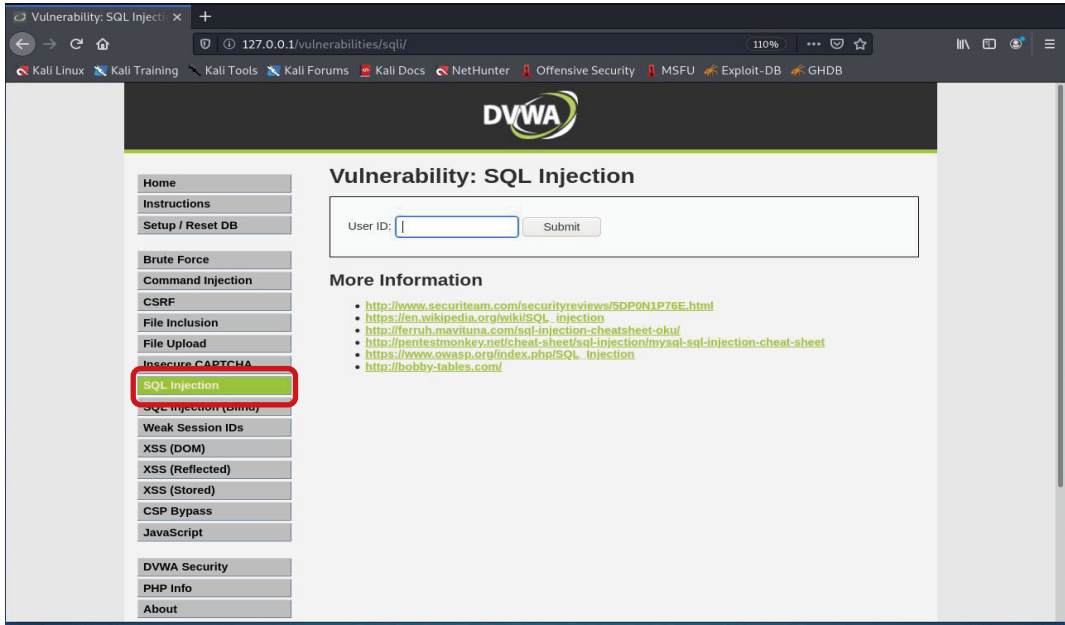 Vulnerability: SQL Injecti
127.0.0.1/vulnerabilities/sqli/ 110%
Kali Linux Kali Training Kali Tools Kali Forums Kali Docs NetHunter Offensive Security MSFU Exploit-DB GHDB
DVWA
Home
Instructions
Setup / Reset DB
Brute Force
Command Injection
CSRF
File Inclusion
File Upload
Insecure CAPTCHA
SQL Injection
SQL Injection (Blind)
Weak Session IDs
XSS (DOM)
XSS (Reflected)
XSS (Stored)
CSP Bypass
JavaScript
DVWA Security
PHP Info
About
Vulnerability: SQL Injection
User ID: Submit
More Information
http://www.securiteam.com/securityreviews/5DP0N1P76E.html
https://en.wikipedia.org/wiki/SQL_injection
http://ferruh.mavituna.com/sql-injection-cheatsheet-oku/
http://pentestmonkey.net/cheat-sheet/sql-injection/mysql-sql-injection-cheat-sheet
https://www.owasp.org/index.php/SQL_Injection
http://bobby-tables.com/